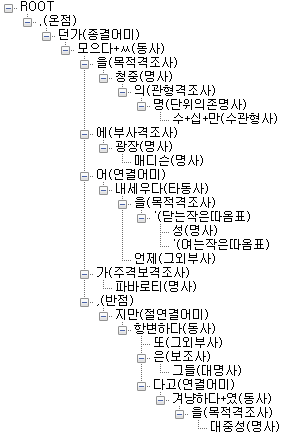 ROOT
.(온점)
던가(종결어미)
모으다+ㅆ(동사)
을(목적격조사)
청중(명사)
의(관형격조사)
명(단위의존명사)
수+십+만(수관형사)
에(부사격조사)
광장(명사)
매디슨(명사)
어(연결어미)
내세우다(타동사)
을(목적격조사)
'(닫는작은따옴표)
성(명사)
'(여는작은따옴표)
언제(그외부사)
가(주격보격조사)
파바로티(명사)
,(반점)
지만(절연결어미)
항변하다(동사)
또(그외부사)
은(보조사)
그들(대명사)
다고(연결어미)
겨냥하다+였(동사)
을(목적격조사)
대중성(명사)